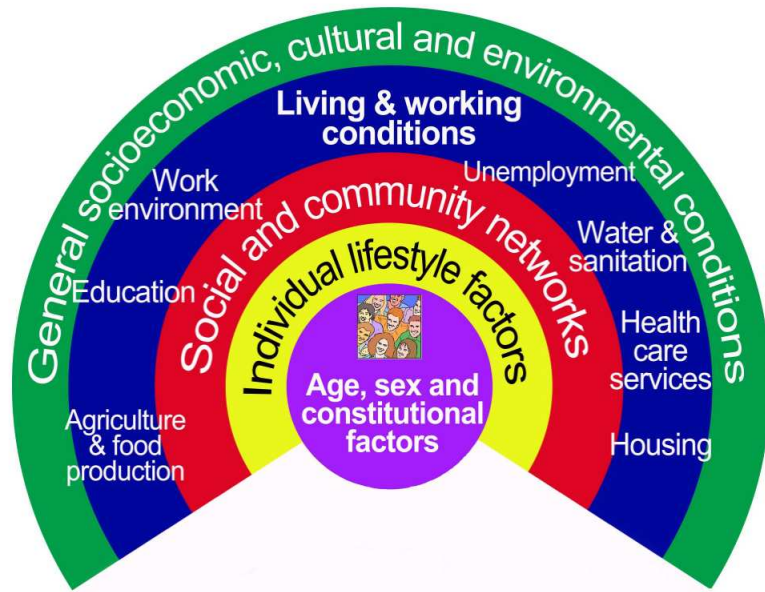 General socioeconomic, cultural and environmental conditions
Living & working
conditions
Work
environment
Unemployment
Education
Water &
sanitation
Agriculture
& food
production
Health
care
services
Housing
Social and community networks
Individual lifestyle factors
Age, sex and
constitutional
factors